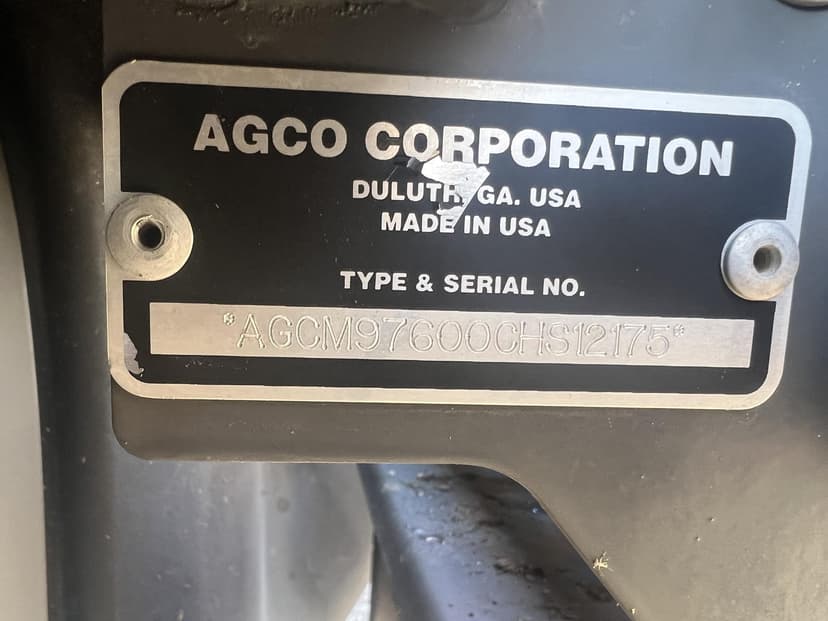 AGCO CORPORATION
DULUTH, GA. USA
MADE IN USA
TYPE & SERIAL NO.
*AGCM97600CHS12175*